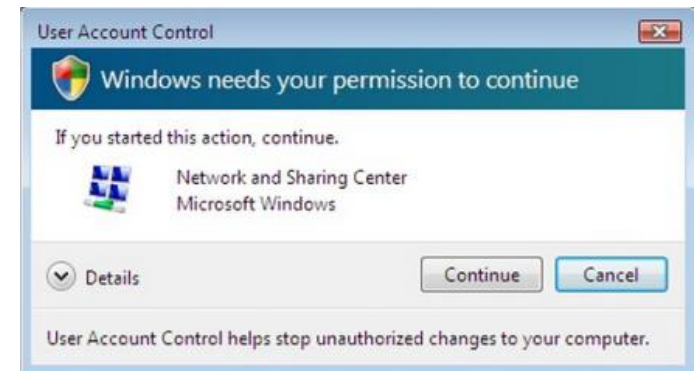 User Account Control
Windows needs your permission to continue
If you started this action, continue.
Network and Sharing Center
Microsoft Windows
Details
Continue
Cancel
User Account Control helps stop unauthorized changes to your computer.